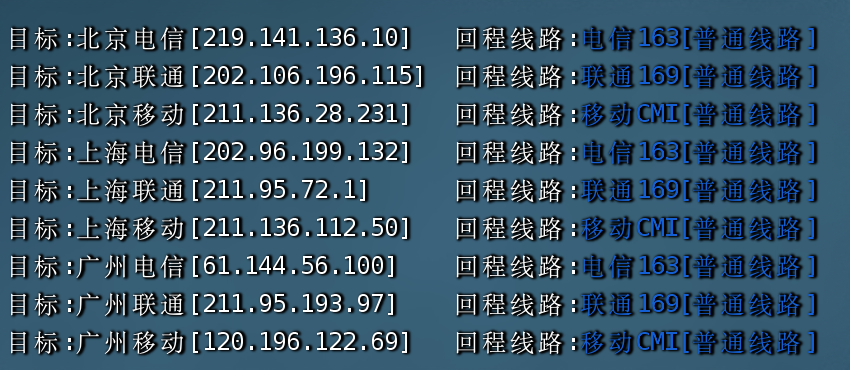 目标:北京电信[219.141.136.10] 回程线路:电信163[普通线路]
目标:北京联通[202.106.196.115] 回程线路:联通169[普通线路]
目标:北京移动[211.136.28.231] 回程线路:移动CMI[普通线路]
目标:上海电信[202.96.199.132] 回程线路:电信163[普通线路]
目标:上海联通[211.95.72.1] 回程线路:联通169[普通线路]
目标:上海移动[211.136.112.50] 回程线路:移动CMI[普通线路]
目标:广州电信[61.144.56.100] 回程线路:电信163[普通线路]
目标:广州联通[211.95.193.97] 回程线路:联通169[普通线路]
目标:广州移动[120.196.122.69] 回程线路:移动CMI[普通线路]